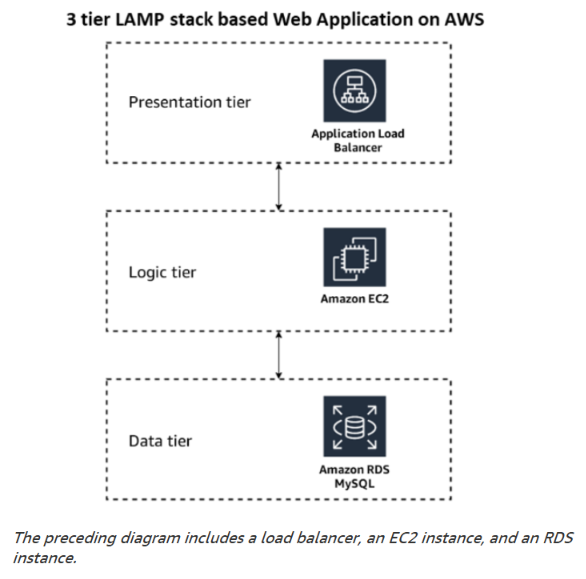 3 tier LAMP stack based Web Application on AWS
Presentation tier
Application Load
Balancer
Logic tier
Amazon EC2
Data tier
Amazon RDS
MySQL
The preceding diagram includes a load balancer, an EC2 instance, and an RDS
instance.